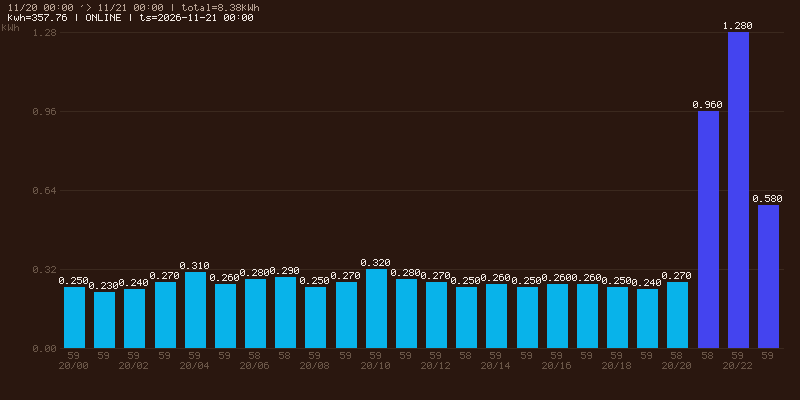 11/20 00:00 -> 11/21 00:00 | total=8.38kWh
Kwh=357.76 | ONLINE | ts=2026-11-21 00:00
kWh
1.28
0.96
0.64
0.32
0.00
0.250 0.230 0.240 0.270 0.310 0.260 0.280 0.290 0.250 0.270 0.320 0.280 0.270 0.250 0.260 0.250 0.260 0.260 0.250 0.240 0.270 0.960 1.280 0.580
59 59 59 59 59 59 58 58 59 59 59 59 59 58 59 59 59 59 59 59 58 58 59 59
20/00 20/02 20/04 20/06 20/08 20/10 20/12 20/14 20/16 20/18 20/20 20/22